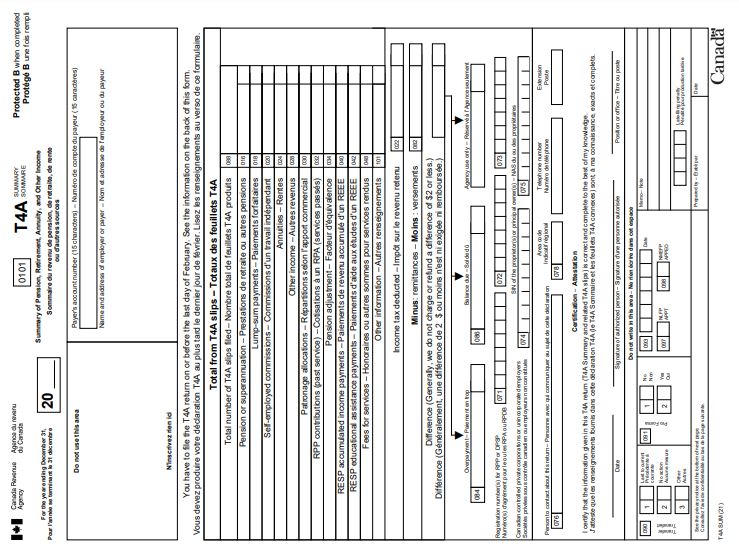 Canada Revenue Agence du revenu
Agency du Canada
0101
T4A SUMMARY
SOMMAIRE
Protected B when completed
Protégé B une fois rempli
For the year ending December 31,
Pour l'année se terminant le 31 décembre
20
Summary of Pension, Retirement, Annuity, and Other Income
Sommaire du revenu de pension, de retraite, de rente
ou d'autres sources
Do not use this area
N'inscrivez rien ici
Payer's account number (15 characters) – Numéro de compte du payeur (15 caractères)
Name and address of employer or payer – Nom et adresse de l'employeur ou du payeur
You have to file the T4A return on or before the last day of February. See the information on the back of this form.
Vous devez produire votre déclaration T4A au plus tard le dernier jour de février. Lisez les renseignements au verso de ce formulaire.
Total from T4A slips – Totaux des feuillets T4A
Total number of T4A slips filed – Nombre total de feuillets T4A produits 088
Pension or superannuation – Prestations de retraite ou autres pensions 016
Lump-sum payments – Paiements forfaitaires 018
Self-employed commissions – Commissions d'un travail indépendant 020
Annuities – Rentes 024
Other income – Autres revenus 028
Patronage allocations – Répartitions selon l'apport commercial 030
RPP contributions (past service) – Cotisations à un RPA (services passés) 032
Pension adjustment – Facteur d'équivalence 034
RESP accumulated income payments – Paiements de revenu accumulé d'un REEE 040
RESP educational assistance payments – Paiements d'aide aux études d'un REEE 042
Fees for services – Honoraires ou autres sommes pour services rendus 048
Other information – Autres renseignements 101
Income tax deducted – Impôt sur le revenu retenu 022
Minus: remittances – Moins : versements 082
Difference (Generally, we do not charge or refund a difference of $2 or less.)
Différence (Généralement, une différence de 2 $ ou moins n'est ni exigée ni remboursée.)
Overpayment – Paiement en trop
084
Balance due – Solde dû
086
Agency use only – Réservé à l'Agence seulement
Registration number(s) for RPP or DPSP
Numéro(s) d'agrément pour le ou les RPA ou RPDB
071
072
073
SIN of the proprietor(s) or principal owner(s) – NAS du ou des propriétaires
Canadian-controlled private corporations or unincorporated employers
Sociétés privées sous contrôle canadien ou employeurs non constitués
074
075
Person to contact about this return – Personne avec qui communiquer au sujet de cette déclaration
076
Area code
Indicatif régional
078
Telephone number
Numéro de téléphone
Extension
Poste
Certification – Attestation
I certify that the information given in this T4A return (T4A Summary and related T4A slips) is correct and complete to the best of my knowledge.
J'atteste que les renseignements fournis dans cette déclaration T4A (le T4A Sommaire et les feuillets T4A connexes) sont, à ma connaissance, exacts et complets.
Date
Signature of authorized person – Signature d'une personne autorisée
Position or office – Titre ou poste
Do not write in this area – Ne rien écrire dans cet espace
090
Transfer
Transfert
1
Last to current
Précédente à
courante
2
No action
Aucune mesure
3
Other
Autres
091
Pro Forma
1
No
Non
2
Yes
Oui
093
Date
097 NLFP
APPT
098 NMEFP
APPEO
Memo – Note
Late-filing penalty
Pénalité pour production tardive
See the privacy notice at the bottom of next page.
Consultez l'avis de confidentialité au bas de la page suivante.
Prepared by – Établi par
Date
T4A SUM (21)
Canada